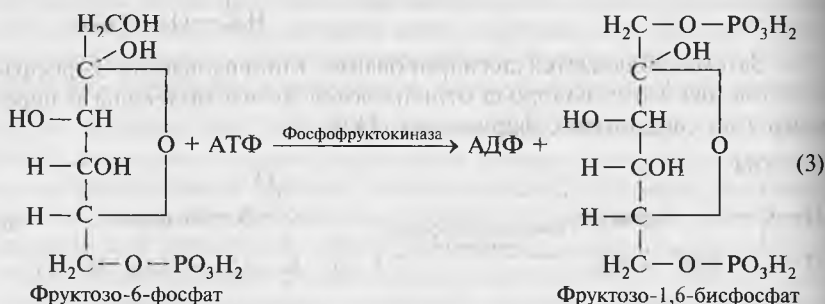 H₂COH
OH
C
HO—CH
H—COH
O
H—C
H₂C—O—PO₃H₂
Фруктозо-6-фосфат
+ АТФ
Фосфофруктокиназа
АДФ +
H₂C—O—PO₃H₂
OH
C
HO—CH
H—COH
O
H—C
H₂C—O—PO₃H₂
Фруктозо-1,6-бисфосфат
(3)